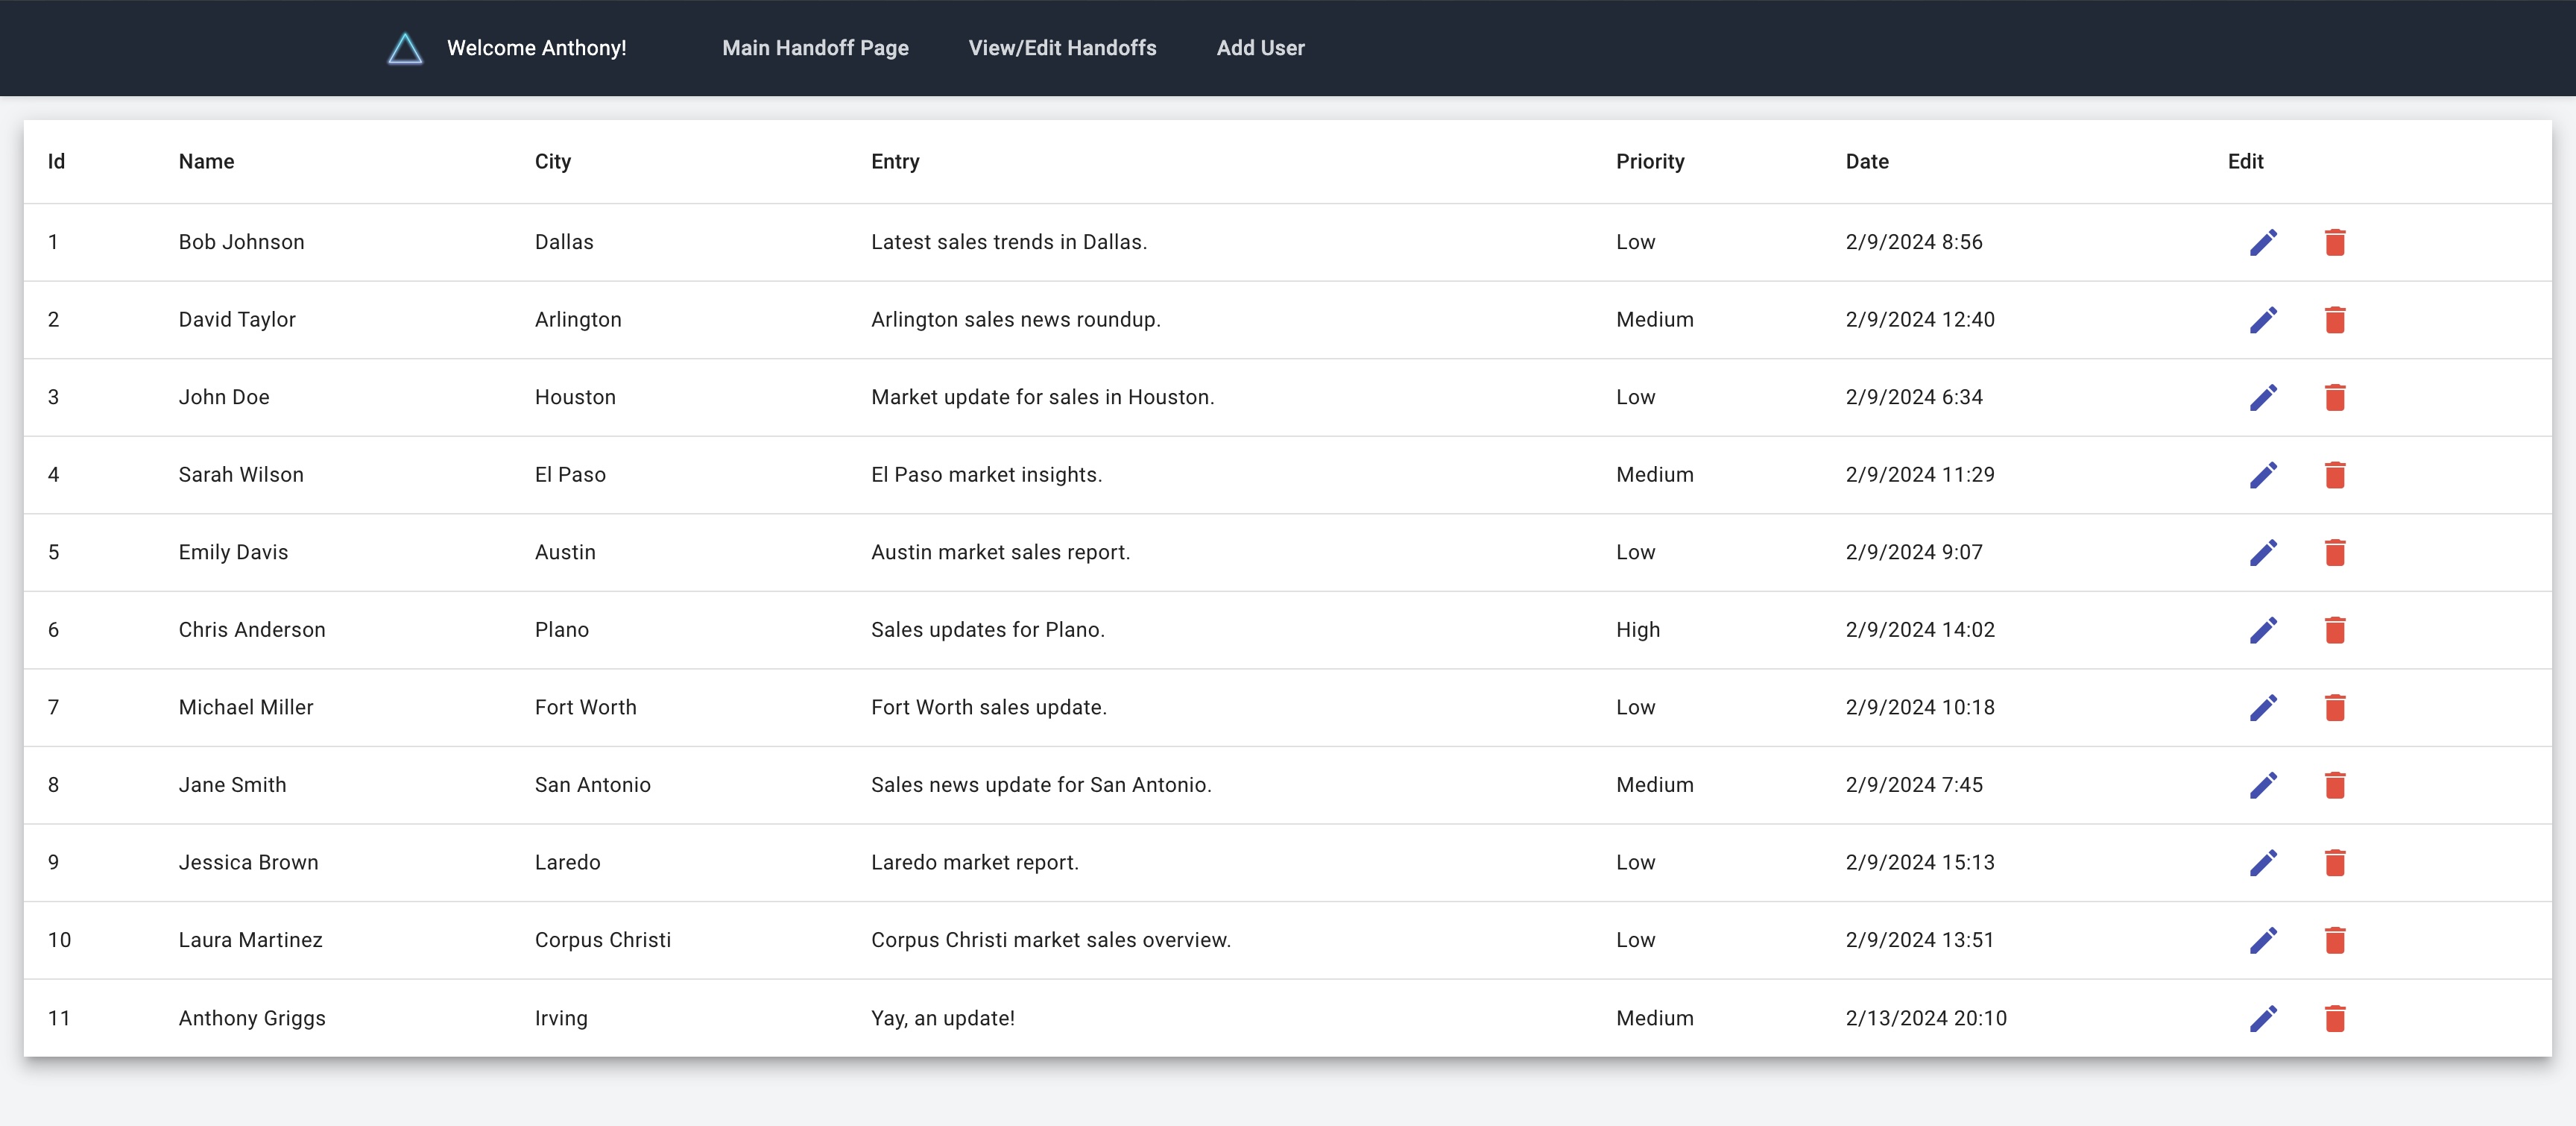 Welcome Anthony! Main Handoff Page View/Edit Handoffs Add User
Id Name City Entry Priority Date Edit
1 Bob Johnson Dallas Latest sales trends in Dallas. Low 2/9/2024 8:56
2 David Taylor Arlington Arlington sales news roundup. Medium 2/9/2024 12:40
3 John Doe Houston Market update for sales in Houston. Low 2/9/2024 6:34
4 Sarah Wilson El Paso El Paso market insights. Medium 2/9/2024 11:29
5 Emily Davis Austin Austin market sales report. Low 2/9/2024 9:07
6 Chris Anderson Plano Sales updates for Plano. High 2/9/2024 14:02
7 Michael Miller Fort Worth Fort Worth sales update. Low 2/9/2024 10:18
8 Jane Smith San Antonio Sales news update for San Antonio. Medium 2/9/2024 7:45
9 Jessica Brown Laredo Laredo market report. Low 2/9/2024 15:13
10 Laura Martinez Corpus Christi Corpus Christi market sales overview. Low 2/9/2024 13:51
11 Anthony Griggs Irving Yay, an update! Medium 2/13/2024 20:10